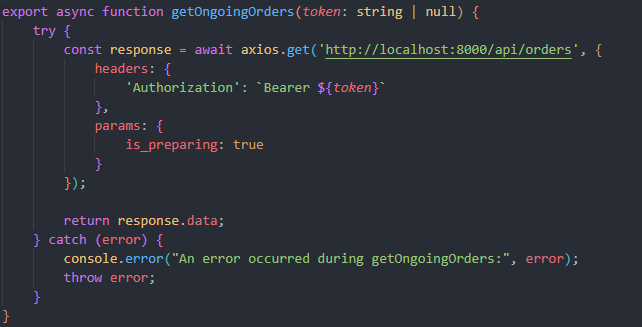 export async function getOngoingOrders(token: string | null) {
    try {
        const response = await axios.get('http://localhost:8000/api/orders', {
            headers: {
                'Authorization': `Bearer ${token}`
            },
            params: {
                is_preparing: true
            }
        });

        return response.data;
    } catch (error) {
        console.error("An error occurred during getOngoingOrders:", error);
        throw error;
    }
}